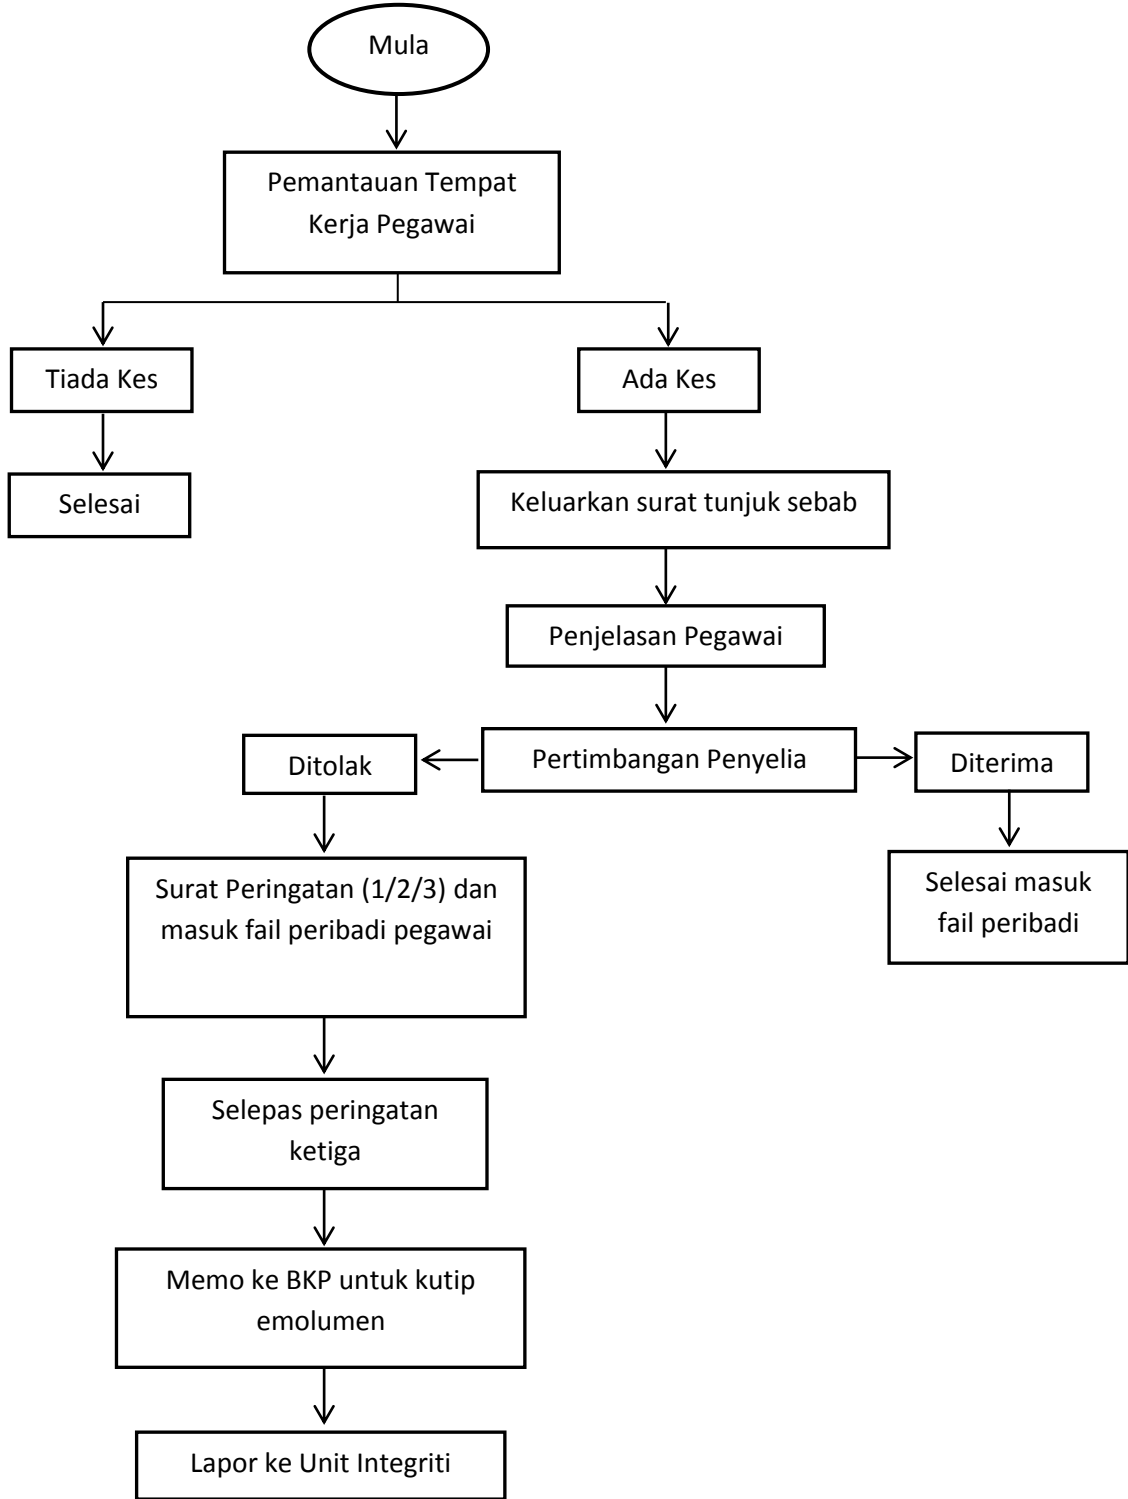 Mula
Pemantauan Tempat
Kerja Pegawai
Tiada Kes
Ada Kes
Selesai
Keluarkan surat tunjuk sebab
Penjelasan Pegawai
Ditolak
Pertimbangan Penyelia
Diterima
Surat Peringatan (1/2/3) dan
masuk fail peribadi pegawai
Selesai masuk
fail peribadi
Selepas peringatan
ketiga
Memo ke BKP untuk kutip
emolumen
Lapor ke Unit Integriti